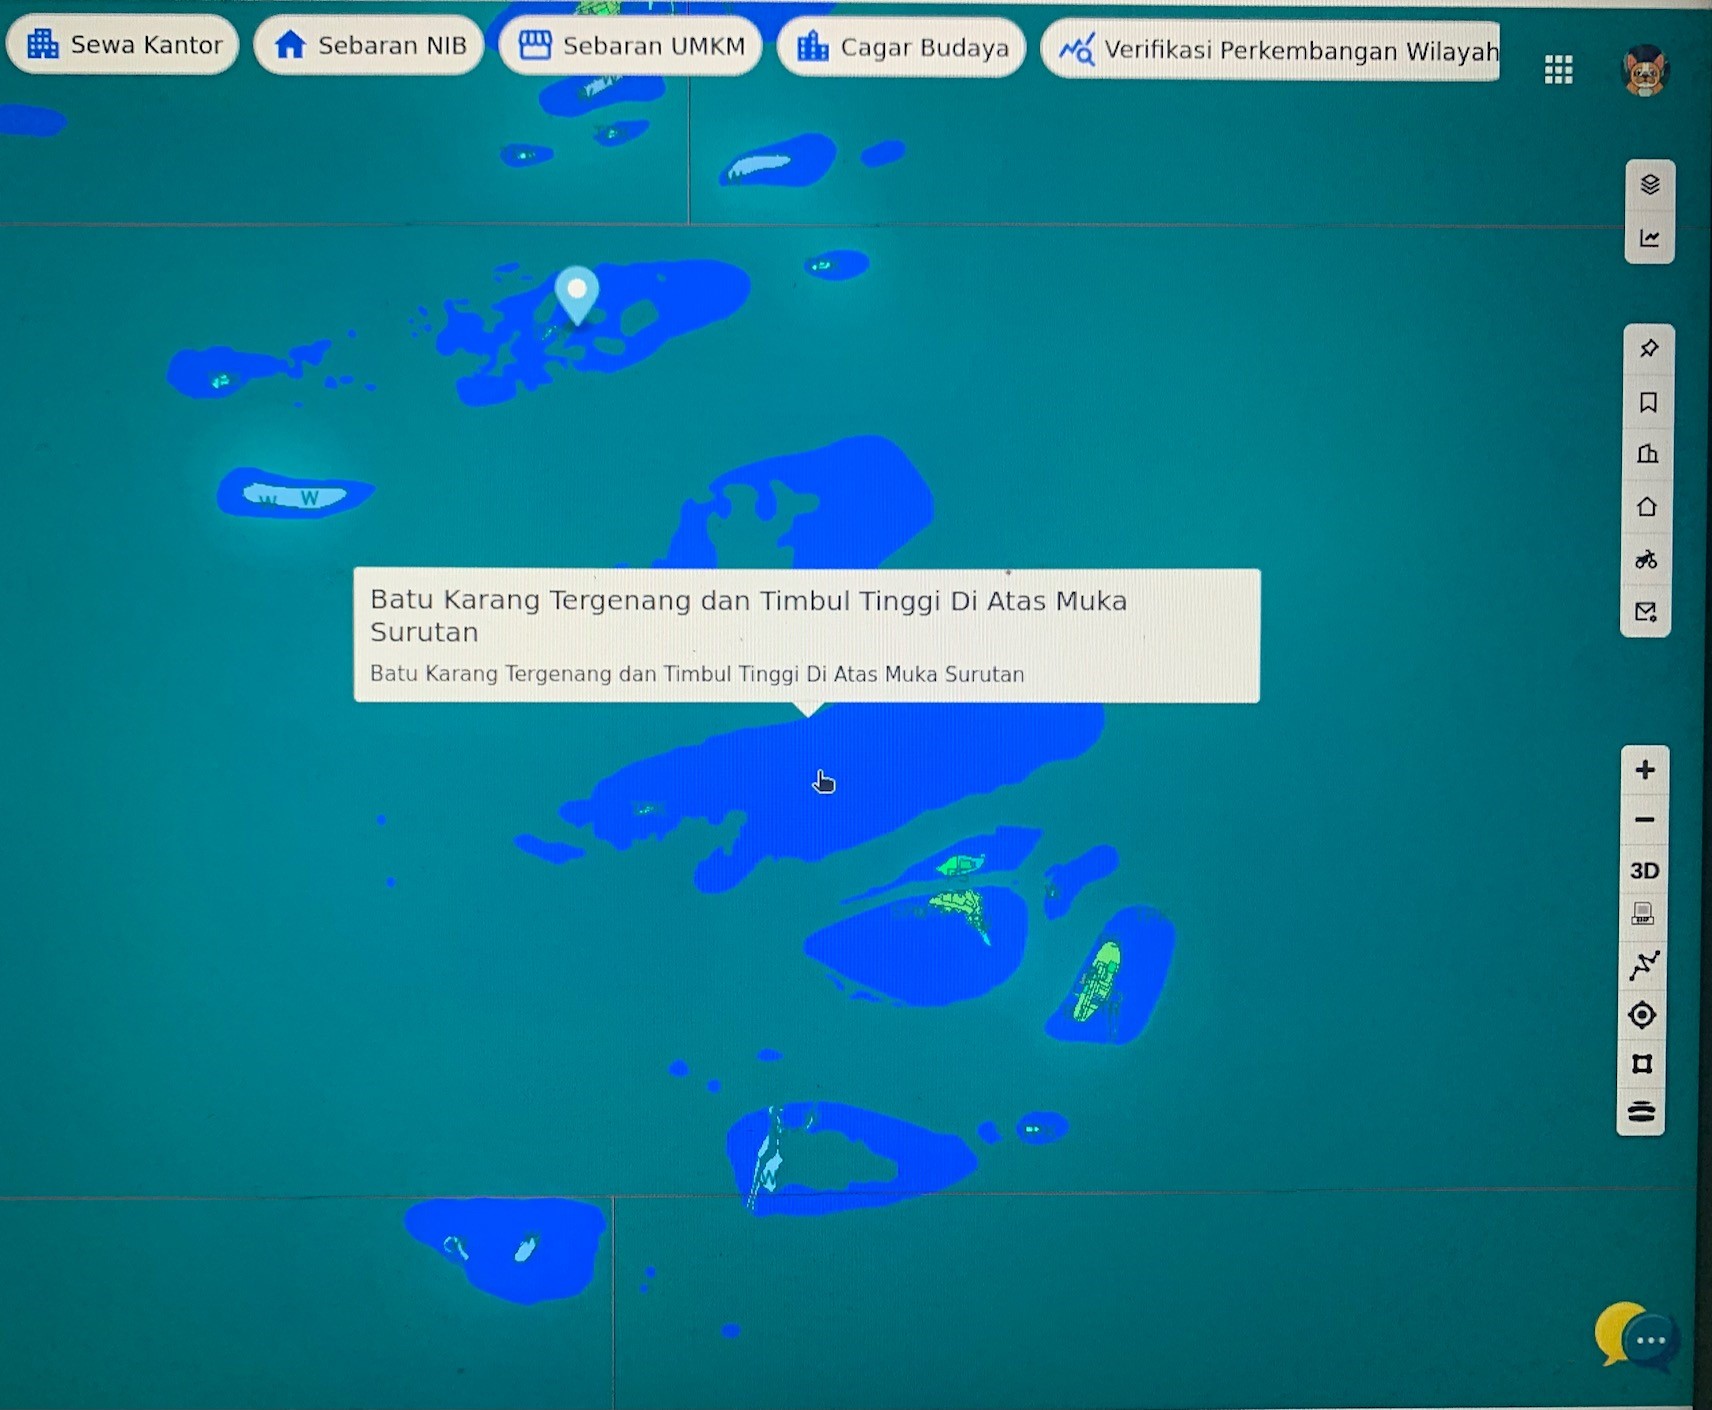 Sewa Kantor
Sebaran NIB
Sebaran UMKM
Cagar Budaya
Verifikasi Perkembangan Wilayah
W W
Batu Karang Tergenang dan Timbul Tinggi Di Atas Muka
Surutan
Batu Karang Tergenang dan Timbul Tinggi Di Atas Muka Surutan
3D